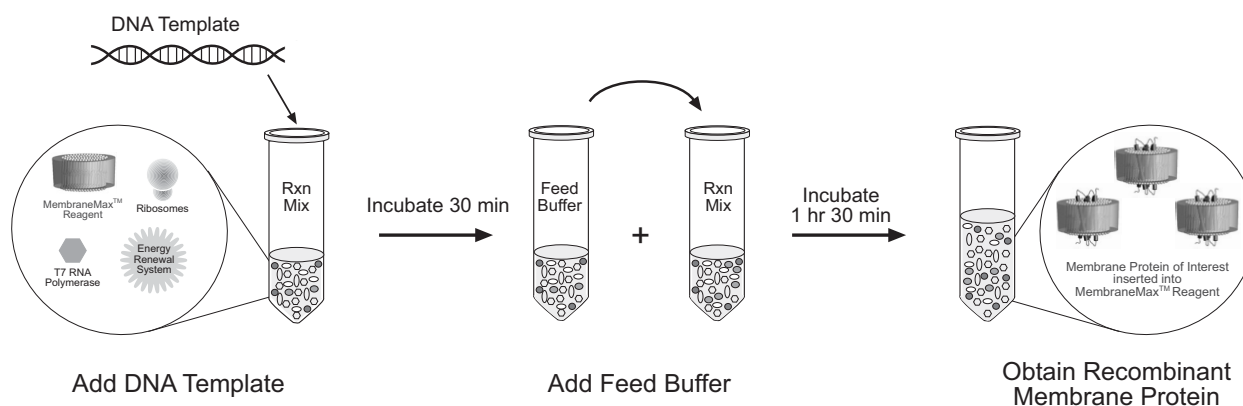 DNA Template
Rxn
Mix
MembraneMax™
Reagent
Ribosomes
T7 RNA
Polymerase
Energy
Renewal
System
Add DNA Template
Incubate 30 min
Feed
Buffer
+
Rxn
Mix
Add Feed Buffer
Incubate
1 hr 30 min
Membrane Protein of Interest
inserted into
MembraneMax™ Reagent
Obtain Recombinant
Membrane Protein